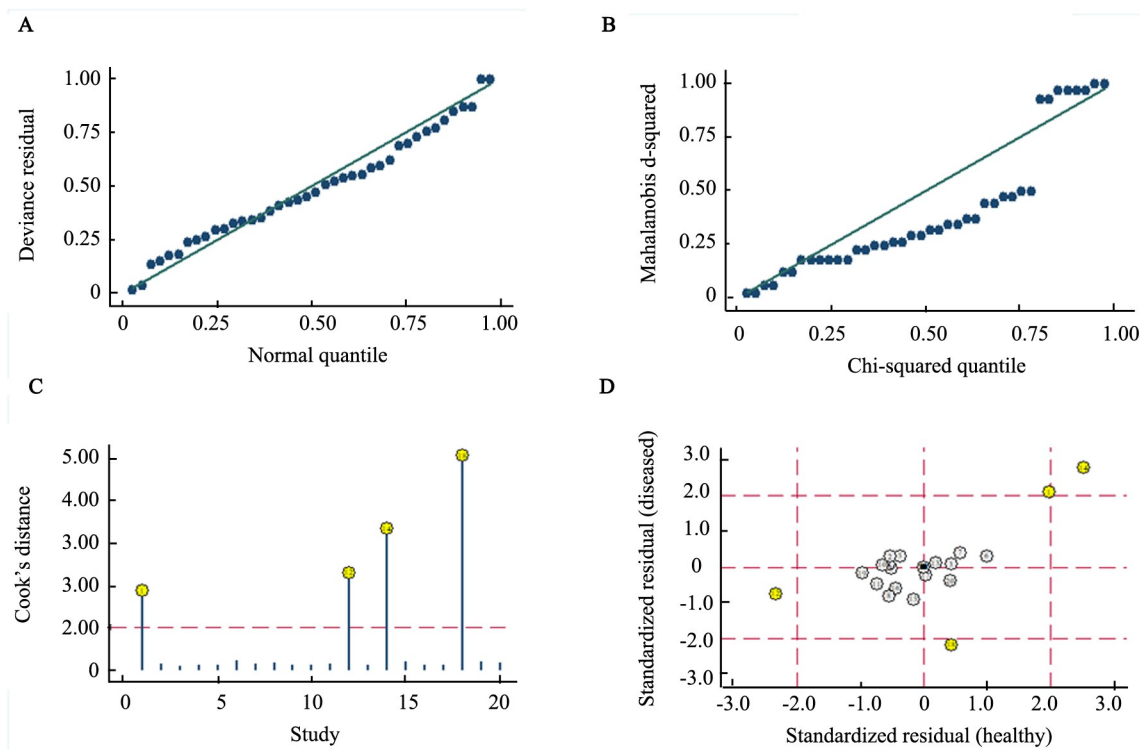 A
Deviance residual
1.00
0.75
0.50
0.25
0
0 0.25 0.50 0.75 1.00
Normal quantile
B
Mahalanobis d-squared
1.00
0.75
0.50
0.25
0
0 0.25 0.50 0.75 1.00
Chi-squared quantile
C
Cook's distance
5.00
4.00
3.00
3.00
2.00
0
0 5 10 15 20
Study
D
Standardized residual (diseased)
3.0
2.0
1.0
0
-1.0
-2.0
-3.0
-3.0 -2.0 -1.0 0 1.0 2.0 3.0
Standardized residual (healthy)